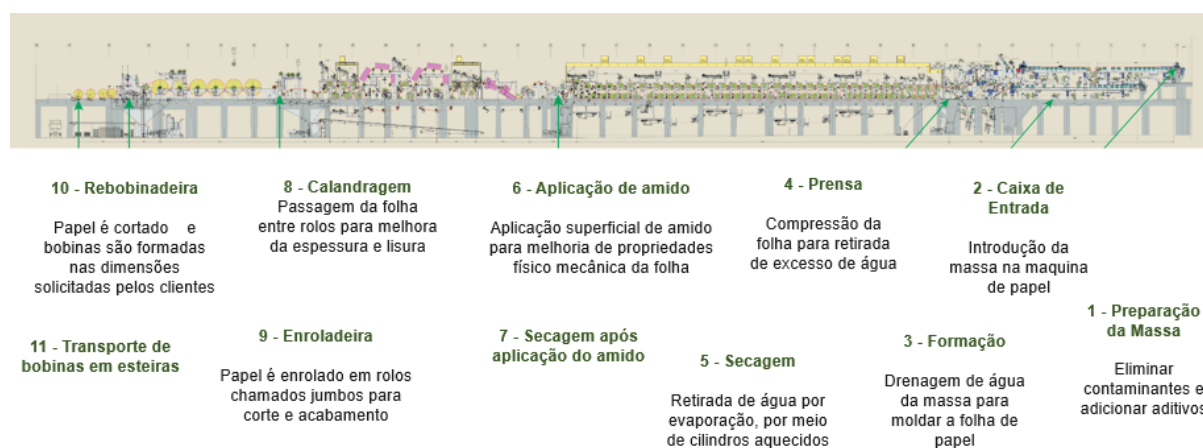 10 - Rebobinadeira
Papel é cortado e
bobinas são formadas
nas dimensões
solicitadas pelos clientes
8 - Calandragem
Passagem da folha
entre rolos para melhora
da espessura e lisura
6 - Aplicação de amido
Aplicação superficial de amido
para melhoria de propriedades
físico mecânica da folha
4 - Prensa
Compressão da
folha para retirada
de excesso de água
2 - Caixa de
Entrada
Introdução da
massa na maquina
de papel
11 - Transporte de
bobinas em esteiras
9 - Enroladeira
Papel é enrolado em rolos
chamados jumbos para
corte e acabamento
7 - Secagem após
aplicação do amido
5 - Secagem
Retirada de água por
evaporação, por meio
de cilindros aquecidos
3 - Formação
Drenagem de água
da massa para
moldar a folha de
papel
1 - Preparação
da Massa
Eliminar
contaminantes e
adicionar aditivos